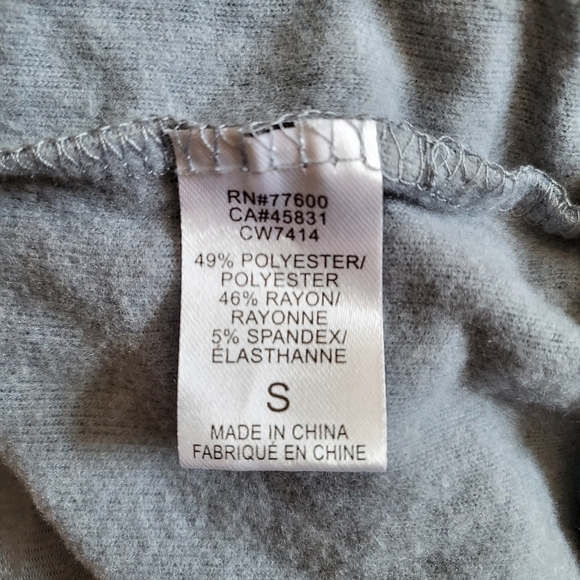 RN#77600
CA#45831
CW7414
49% POLYESTER/
POLYESTER
46% RAYON/
RAYONNE
5% SPANDEX/
ÉLASTHANNE
S
MADE IN CHINA
FABRIQUÉ EN CHINE